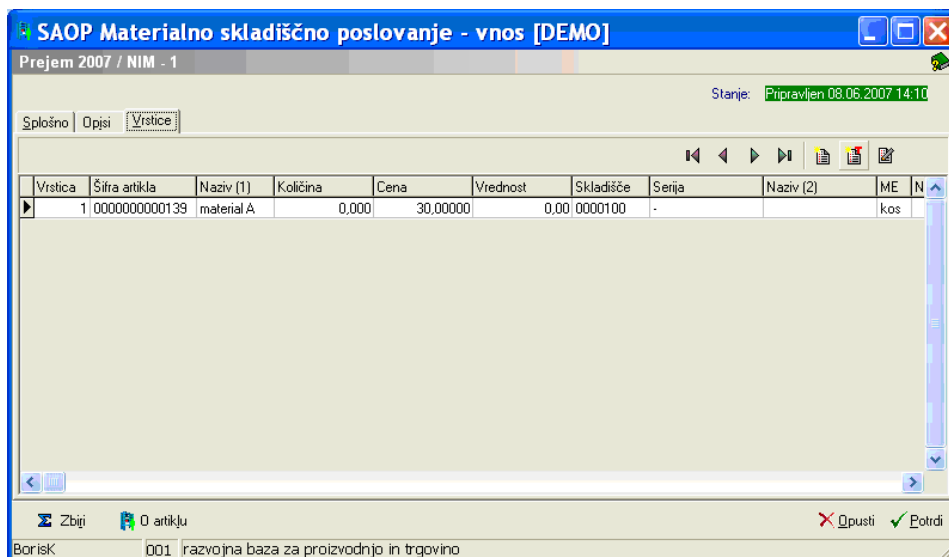 SAOP Materialno skladiščno poslovanje - vnos [DEMO]
Prejem 2007 / NIM - 1
Stanje: Pripravljen 08.06.2007 14:10
Splošno Opisi Vrstice
Vrstica Šifra artikla Naziv (1) Količina Cena Vrednost Skladišče Serija Naziv (2) ME N
1 0000000000139 material A 0,000 30,00000 0,00 0000100 - kos
Zbiri O artiklu Opusti Potrdi
BorisK 001 razvojna baza za proizvodnjo in trgovino